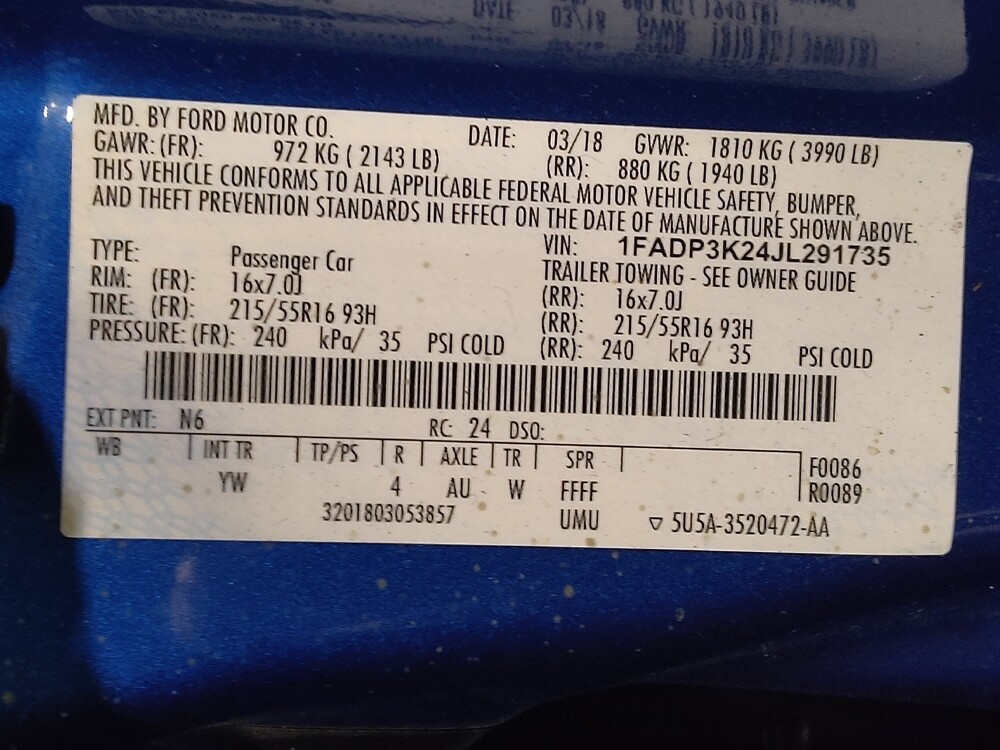 MFD. BY FORD MOTOR CO. DATE: 03/18 GVWR: 1810 KG ( 3990 LB)
GAWR: (FR): 972 KG ( 2143 LB) (RR): 880 KG ( 1940 LB)
THIS VEHICLE CONFORMS TO ALL APPLICABLE FEDERAL MOTOR VEHICLE SAFETY, BUMPER,
AND THEFT PREVENTION STANDARDS IN EFFECT ON THE DATE OF MANUFACTURE SHOWN ABOVE.
VIN: 1FADP3K24JL291735
TYPE: Passenger Car TRAILER TOWING - SEE OWNER GUIDE
RIM: (FR): 16x7.0J (RR): 16x7.0J
TIRE: (FR): 215/55R16 93H (RR): 215/55R16 93H
PRESSURE: (FR): 240 kPa/ 35 PSI COLD (RR): 240 kPa/ 35 PSI COLD
EXT PNT: N6 RC: 24 DSO:
WB INT TR TP/PS R AXLE TR SPR F0086
YW 4 AU W FFFF R0089
3201803053857 UMU ▽ 5U5A-3520472-AA